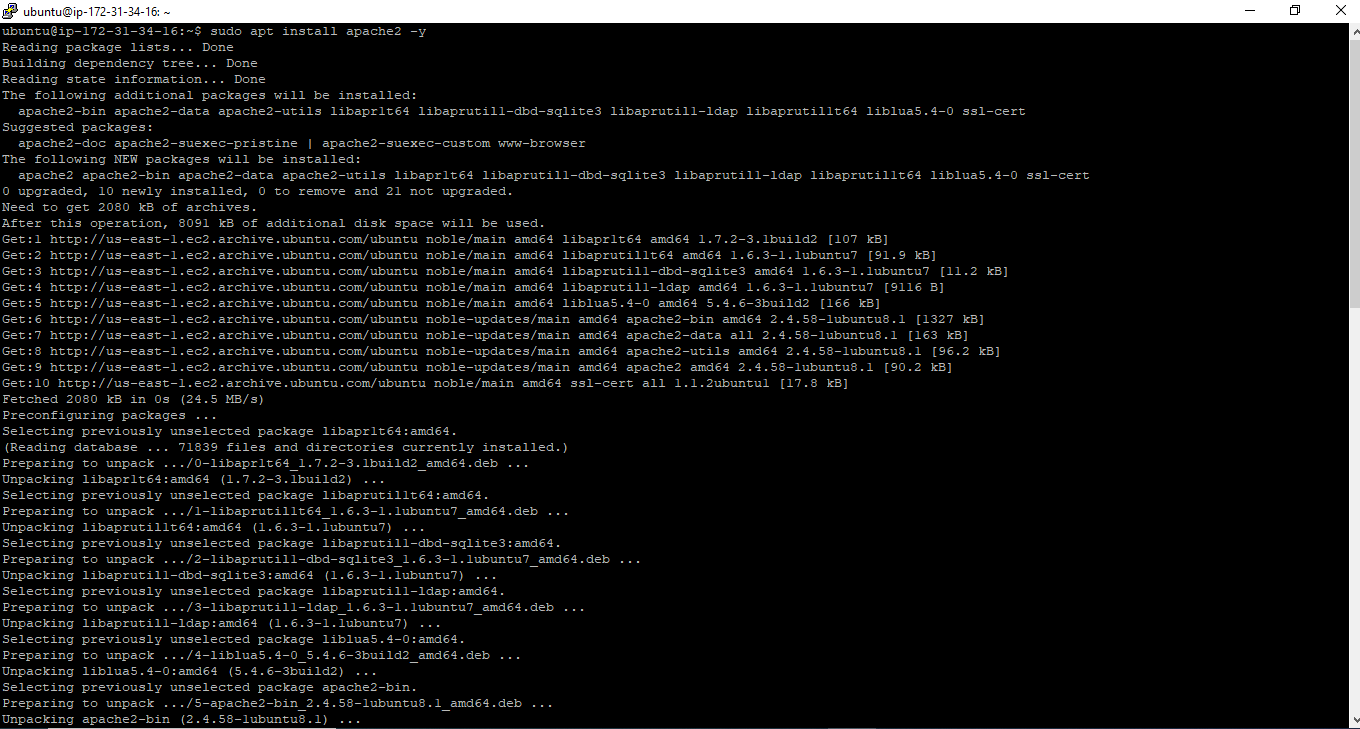 ubuntu@ip-172-31-34-16: ~
ubuntu@ip-172-31-34-16:~$ sudo apt install apache2 -y
Reading package lists... Done
Building dependency tree... Done
Reading state information... Done
The following additional packages will be installed:
  apache2-bin apache2-data apache2-utils libapr1t64 libaprutil1-dbd-sqlite3 libaprutil1-ldap libaprutil1t64 liblua5.4-0 ssl-cert
Suggested packages:
  apache2-doc apache2-suexec-pristine | apache2-suexec-custom www-browser
The following NEW packages will be installed:
  apache2 apache2-bin apache2-data apache2-utils libapr1t64 libaprutil1-dbd-sqlite3 libaprutil1-ldap libaprutil1t64 liblua5.4-0 ssl-cert
0 upgraded, 10 newly installed, 0 to remove and 21 not upgraded.
Need to get 2080 kB of archives.
After this operation, 8091 kB of additional disk space will be used.
Get:1 http://us-east-1.ec2.archive.ubuntu.com/ubuntu noble/main amd64 libapr1t64 amd64 1.7.2-3.1build2 [107 kB]
Get:2 http://us-east-1.ec2.archive.ubuntu.com/ubuntu noble/main amd64 libaprutil1t64 amd64 1.6.3-1.1ubuntu7 [91.9 kB]
Get:3 http://us-east-1.ec2.archive.ubuntu.com/ubuntu noble/main amd64 libaprutil1-dbd-sqlite3 amd64 1.6.3-1.1ubuntu7 [11.2 kB]
Get:4 http://us-east-1.ec2.archive.ubuntu.com/ubuntu noble/main amd64 libaprutil1-ldap amd64 1.6.3-1.1ubuntu7 [9116 B]
Get:5 http://us-east-1.ec2.archive.ubuntu.com/ubuntu noble/main amd64 liblua5.4-0 amd64 5.4.6-3build2 [166 kB]
Get:6 http://us-east-1.ec2.archive.ubuntu.com/ubuntu noble-updates/main amd64 apache2-bin amd64 2.4.58-1ubuntu8.1 [1327 kB]
Get:7 http://us-east-1.ec2.archive.ubuntu.com/ubuntu noble-updates/main amd64 apache2-data all 2.4.58-1ubuntu8.1 [163 kB]
Get:8 http://us-east-1.ec2.archive.ubuntu.com/ubuntu noble-updates/main amd64 apache2-utils amd64 2.4.58-1ubuntu8.1 [96.2 kB]
Get:9 http://us-east-1.ec2.archive.ubuntu.com/ubuntu noble-updates/main amd64 apache2 amd64 2.4.58-1ubuntu8.1 [90.2 kB]
Get:10 http://us-east-1.ec2.archive.ubuntu.com/ubuntu noble/main amd64 ssl-cert all 1.1.2ubuntu1 [17.8 kB]
Fetched 2080 kB in 0s (24.5 MB/s)
Preconfiguring packages ...
Selecting previously unselected package libapr1t64:amd64.
(Reading database ... 71839 files and directories currently installed.)
Preparing to unpack .../0-libapr1t64_1.7.2-3.1build2_amd64.deb ...
Unpacking libapr1t64:amd64 (1.7.2-3.1build2) ...
Selecting previously unselected package libaprutil1t64:amd64.
Preparing to unpack .../1-libaprutil1t64_1.6.3-1.1ubuntu7_amd64.deb ...
Unpacking libaprutil1t64:amd64 (1.6.3-1.1ubuntu7) ...
Selecting previously unselected package libaprutil1-dbd-sqlite3:amd64.
Preparing to unpack .../2-libaprutil1-dbd-sqlite3_1.6.3-1.1ubuntu7_amd64.deb ...
Unpacking libaprutil1-dbd-sqlite3:amd64 (1.6.3-1.1ubuntu7) ...
Selecting previously unselected package libaprutil1-ldap:amd64.
Preparing to unpack .../3-libaprutil1-ldap_1.6.3-1.1ubuntu7_amd64.deb ...
Unpacking libaprutil1-ldap:amd64 (1.6.3-1.1ubuntu7) ...
Selecting previously unselected package liblua5.4-0:amd64.
Preparing to unpack .../4-liblua5.4-0_5.4.6-3build2_amd64.deb ...
Unpacking liblua5.4-0:amd64 (5.4.6-3build2) ...
Selecting previously unselected package apache2-bin.
Preparing to unpack .../5-apache2-bin_2.4.58-1ubuntu8.1_amd64.deb ...
Unpacking apache2-bin (2.4.58-1ubuntu8.1) ...